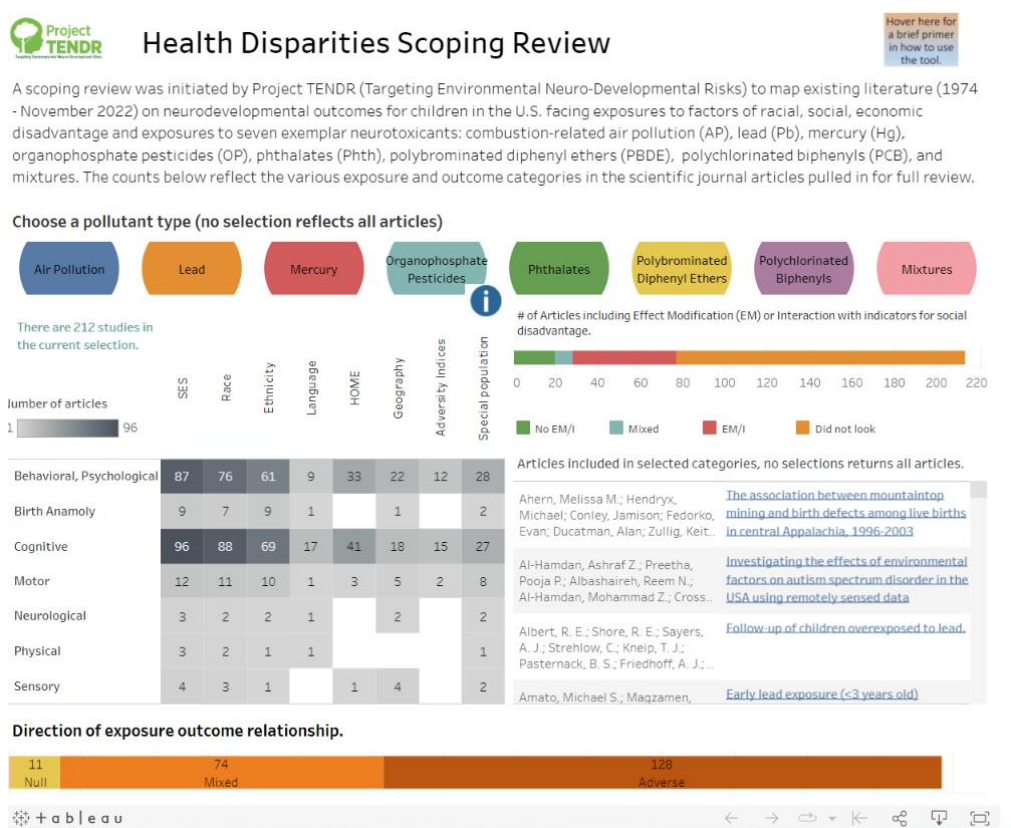 Project
TENDR
Health Disparities Scoping Review
Hover here for
a brief primer
in how to use
the tool.
A scoping review was initiated by Project TENDR (Targeting Environmental Neuro-Developmental Risks) to map existing literature (1974
- November 2022) on neurodevelopmental outcomes for children in the U.S. facing exposures to factors of racial, social, economic
disadvantage and exposures to seven exemplar neurotoxicants: combustion-related air pollution (AP), lead (Pb), mercury (Hg),
organophosphate pesticides (OP), phthalates (Phth), polybrominated diphenyl ethers (PBDE), polychlorinated biphenyls (PCB), and
mixtures. The counts below reflect the various exposure and outcome categories in the scientific journal articles pulled in for full review.
Choose a pollutant type (no selection reflects all articles)
Air Pollution
Lead
Mercury
Organophosphate
Pesticides
Phthalates
Polybrominated
Diphenyl Ethers
Polychlorinated
Biphenyls
Mixtures
i
There are 212 studies in
the current selection.
Jumber of articles
1 96
SES Race Ethnicity Language HOME Geography Adversity Indices Special population
Behavioral, Psychological 87 76 61 9 33 22 12 28
Birth Anamoly 9 7 9 1 1 2
Cognitive 96 88 69 17 41 18 15 27
Motor 12 11 10 1 3 5 2 8
Neurological 3 2 2 1 2 2
Physical 3 2 1 1 1
Sensory 4 3 1 1 4 2
# of Articles including Effect Modification (EM) or Interaction with indicators for social
disadvantage.
0 20 40 60 80 100 120 140 160 180 200 220
No EM/I Mixed EM/I Did not look
Articles included in selected categories, no selections returns all articles.
Ahern, Melissa M.; Hendryx,
Michael; Conley, Jamison; Fedorko,
Evan; Ducatman, Alan; Zullig, Keit..
The association between mountaintop
mining and birth defects among live births
in central Appalachia, 1996-2003
Al-Hamdan, Ashraf Z.; Preetha,
Pooja P.; Albashaireh, Reem N.;
Al-Hamdan, Mohammad Z.; Cross..
Investigating the effects of environmental
factors on autism spectrum disorder in the
USA using remotely sensed data
Albert, R. E.; Shore, R. E.; Sayers,
A. J.; Strehlow, C.; Kneip, T. J.;
Pasternack, B. S.; Friedhoff, A. J.; ..
Follow-up of children overexposed to lead.
Amato, Michael S.; Magzamen,
Early lead exposure (<3 years old)
Direction of exposure outcome relationship.
11
Null
74
Mixed
128
Adverse
+ableau